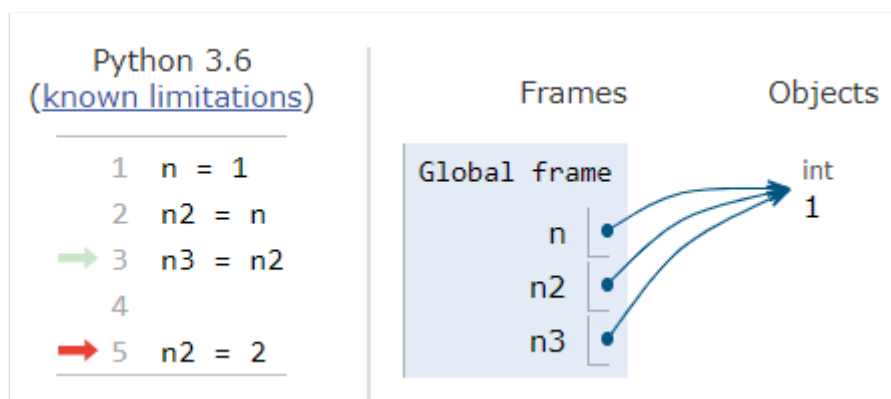 Python 3.6
(known limitations)
1 n = 1
2 n2 = n
3 n3 = n2
4
5 n2 = 2
Frames
Objects
Global frame
n
n2
n3
int
1